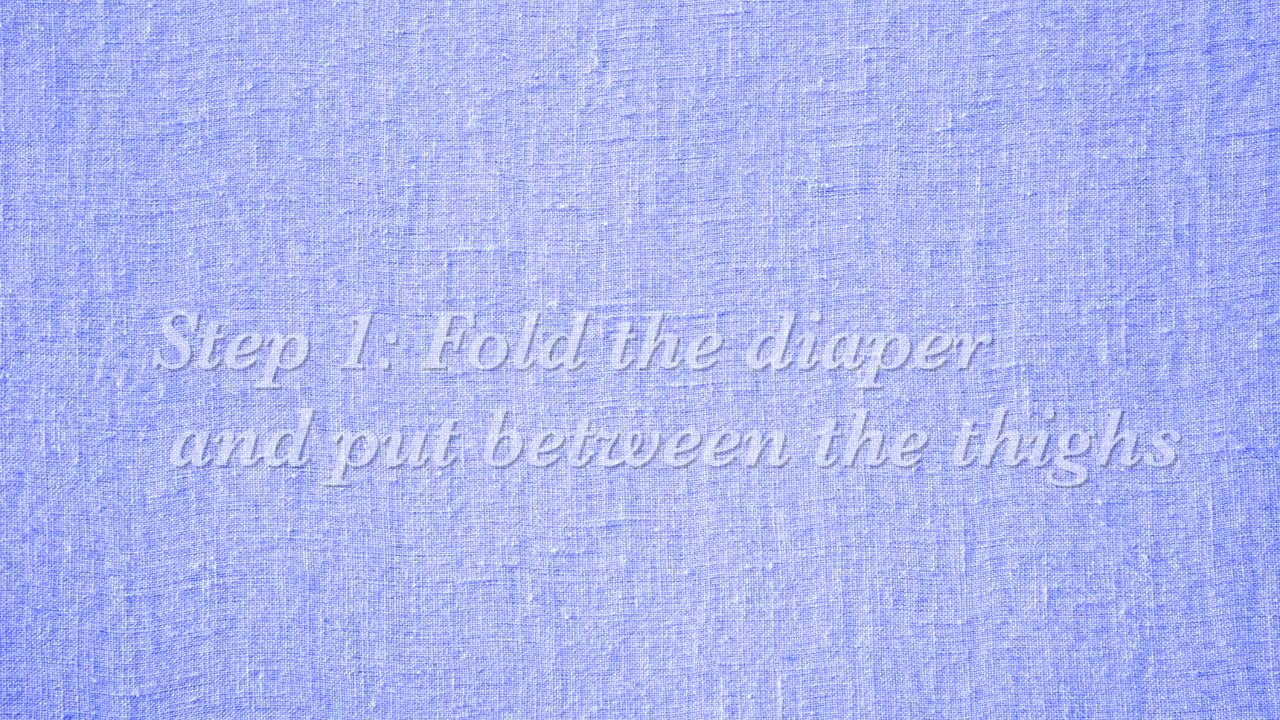 Step 1: Fold the diaper
and put between the thighs